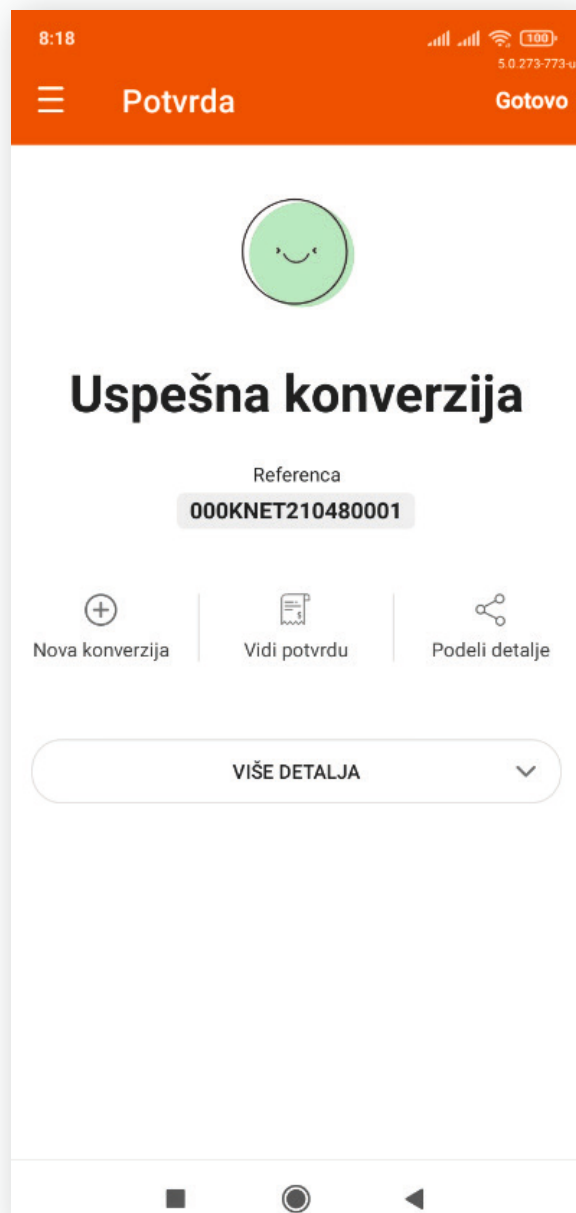 8:18
100
5.0.273-773-u
Potvrda
Gotovo
Uspešna konverzija
Referenca
000KNET210480001
Nova konverzija
Vidi potvrdu
Podeli detalje
VIŠE DETALJA